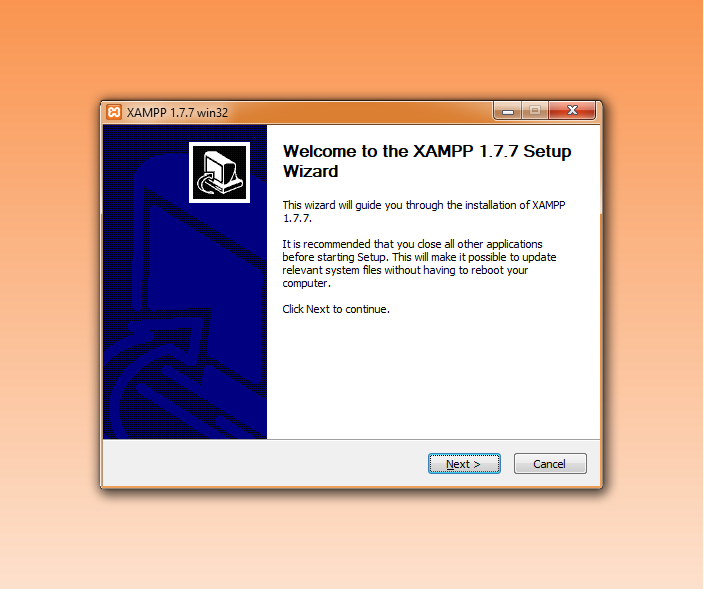 XAMPP 1.7.7 win32
Welcome to the XAMPP 1.7.7 Setup
Wizard
This wizard will guide you through the installation of XAMPP
1.7.7.
It is recommended that you close all other applications
before starting Setup. This will make it possible to update
relevant system files without having to reboot your
computer.
Click Next to continue.
Next >
Cancel